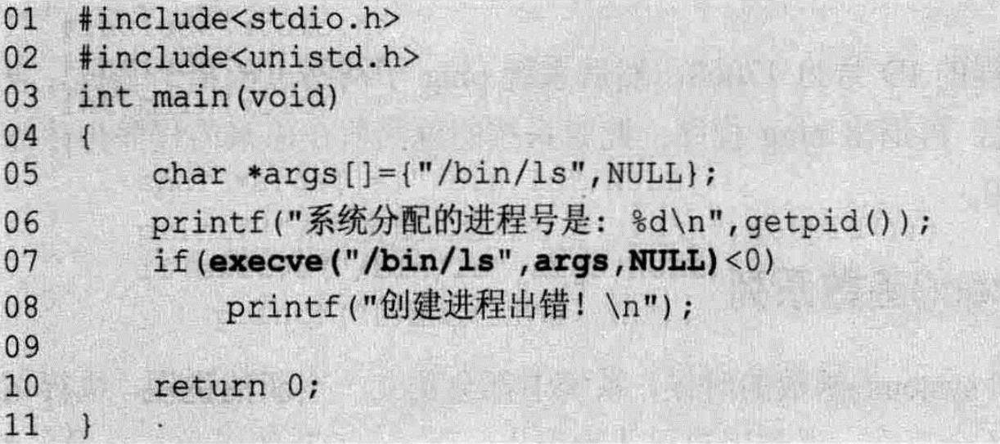 01 #include<stdio.h>
02 #include<unistd.h>
03 int main(void)
04 {
05     char *args[]={"/bin/ls",NULL};
06     printf("系统分配的进程号是: %d\n",getpid());
07     if(execve("/bin/ls",args,NULL)<0)
08         printf("创建进程出错! \n");
09
10     return 0;
11 }